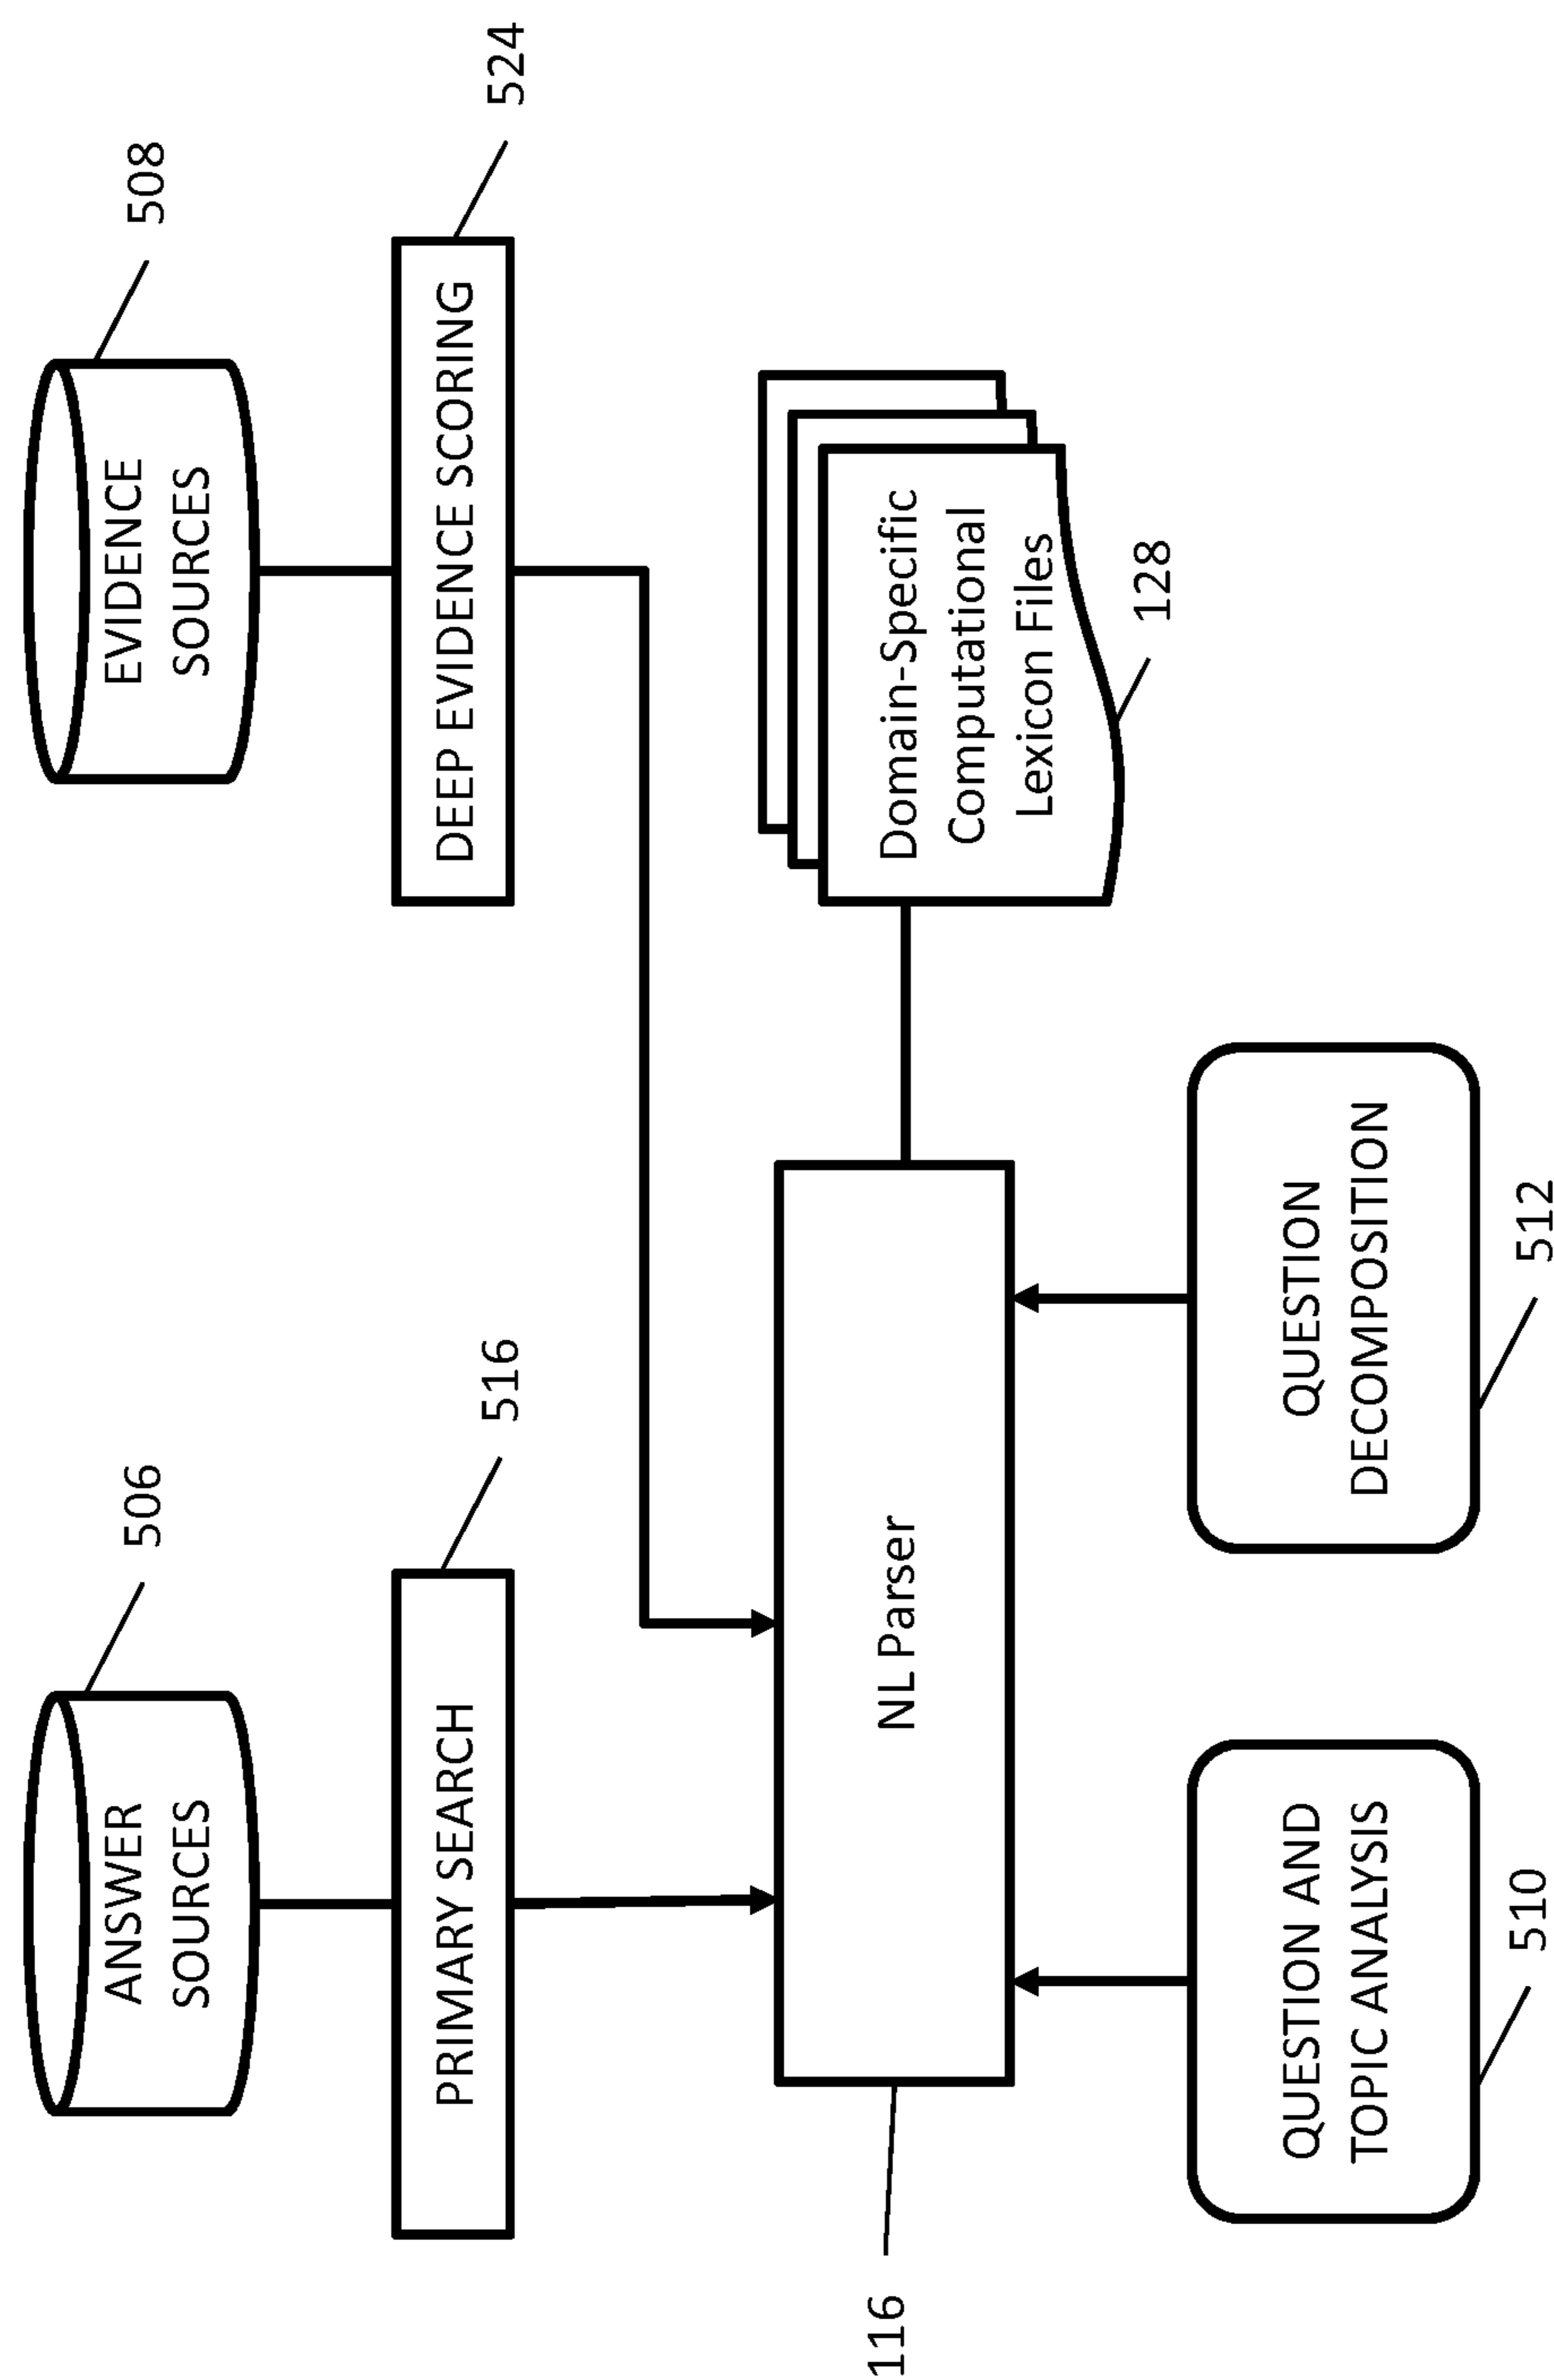 506
508
ANSWER
SOURCES
EVIDENCE
SOURCES
516
524
PRIMARY SEARCH
DEEP EVIDENCE SCORING
116
NL Parser
Domain-Specific
Computational
Lexicon Files
128
QUESTION AND
TOPIC ANALYSIS
QUESTION
DECOMPOSITION
510
512